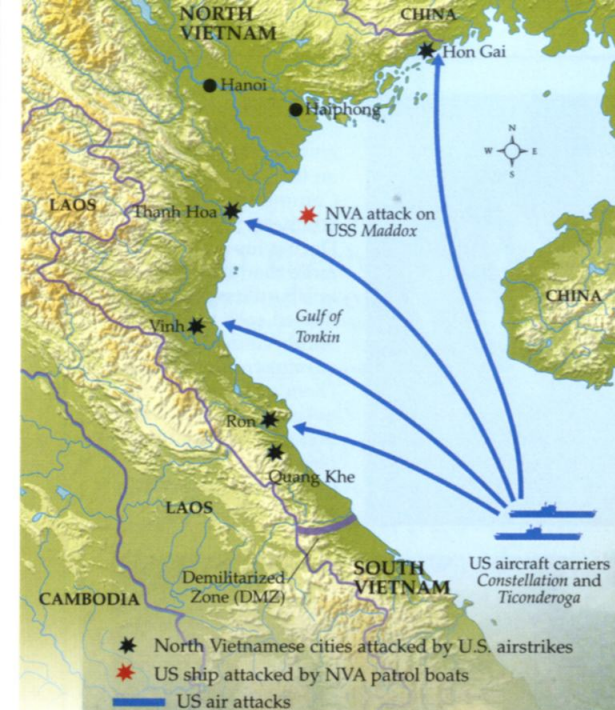 NORTH
VIETNAM
CHINA
Hon Gai
Hanoi
Haiphong
N
W E
S
LAOS
Thanh Hoa
NVA attack on
USS Maddox
CHINA
Gulf of
Tonkin
Vinh
Ron
Quang Khe
LAOS
Demilitarized
Zone (DMZ)
SOUTH
VIETNAM
US aircraft carriers
Constellation and
Ticonderoga
CAMBODIA
North Vietnamese cities attacked by U.S. airstrikes
US ship attacked by NVA patrol boats
US air attacks